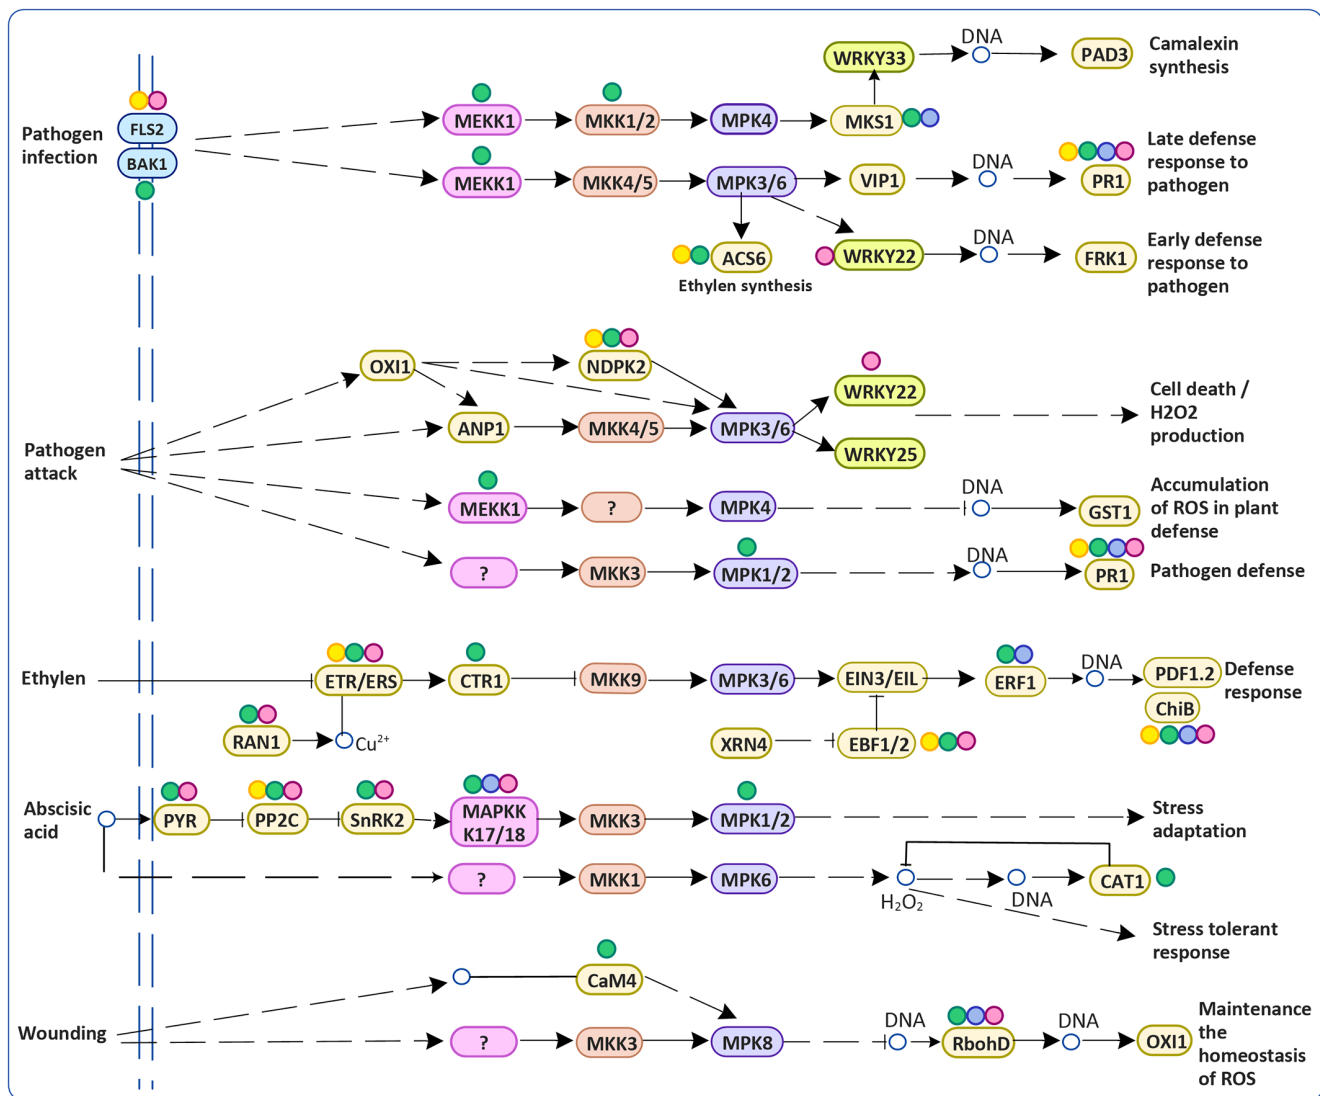 DNA
WRKY33
PAD3
Camalexin
synthesis
Pathogen
infection
FLS2
BAK1
MEKK1
MKK1/2
MPK4
MKS1
MEKK1
MKK4/5
MPK3/6
VIP1
DNA
PR1
Late defense
response to
pathogen
ACS6
Ethylen synthesis
WRKY22
DNA
FRK1
Early defense
response to
pathogen
Pathogen
attack
OXI1
NDPK2
ANP1
MKK4/5
MPK3/6
WRKY22
WRKY25
Cell death /
H2O2
production
MEKK1
?
MPK4
DNA
GST1
Accumulation
of ROS in plant
defense
?
MKK3
MPK1/2
DNA
PR1
Pathogen defense
Ethylen
ETR/ERS
CTR1
MKK9
MPK3/6
EIN3/EIL
ERF1
DNA
PDF1.2
ChiB
Defense
response
RAN1
Cu²⁺
XRN4
EBF1/2
Abscisic
acid
PYR
PP2C
SnRK2
MAPKK
K17/18
MKK3
MPK1/2
Stress
adaptation
?
MKK1
MPK6
H₂O₂
DNA
CAT1
Stress tolerant
response
Wounding
CaM4
?
MKK3
MPK8
DNA
RbohD
DNA
OXI1
Maintenance
the
homeostasis
of ROS